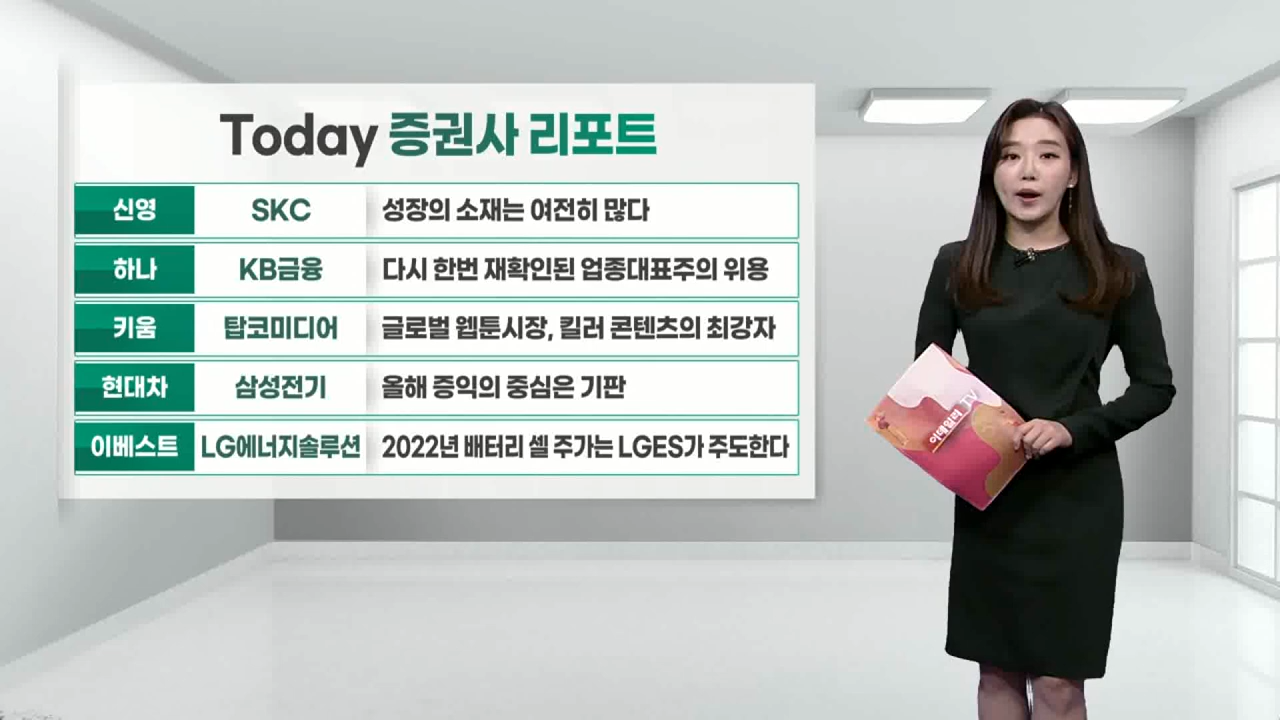 Today 증권사 리포트
신영 SKC 성장의 소재는 여전히 많다
하나 KB금융 다시 한번 재확인된 업종대표주의 위용
키움 탑코미디어 글로벌 웹툰시장, 킬러 콘텐츠의 최강자
현대차 삼성전기 올해 증익의 중심은 기판
이베스트 LG에너지솔루션 2022년 배터리 셀 주가는 LGES가 주도한다
이데일리 TV